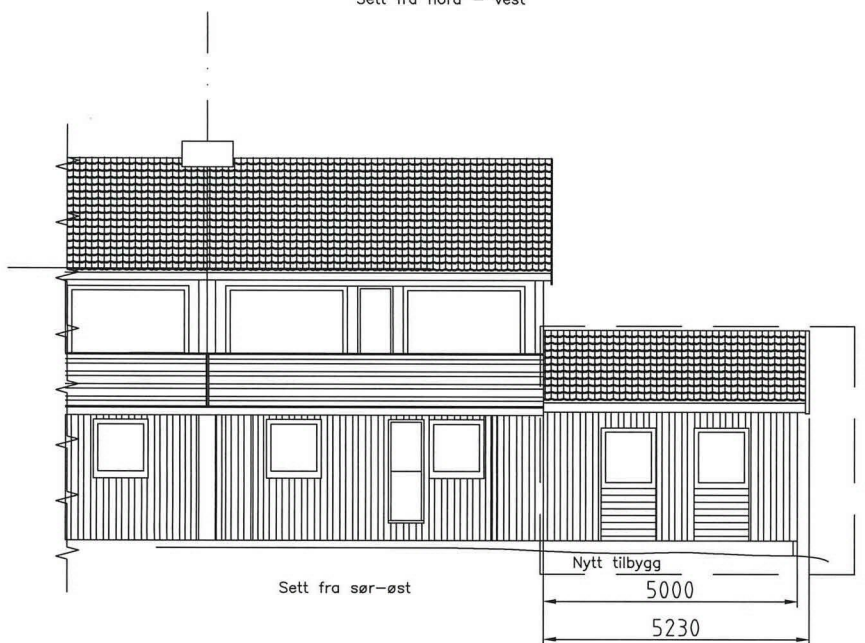 Sett fra nord - vest
Nytt tilbygg
Sett fra sør-øst
5000
5230